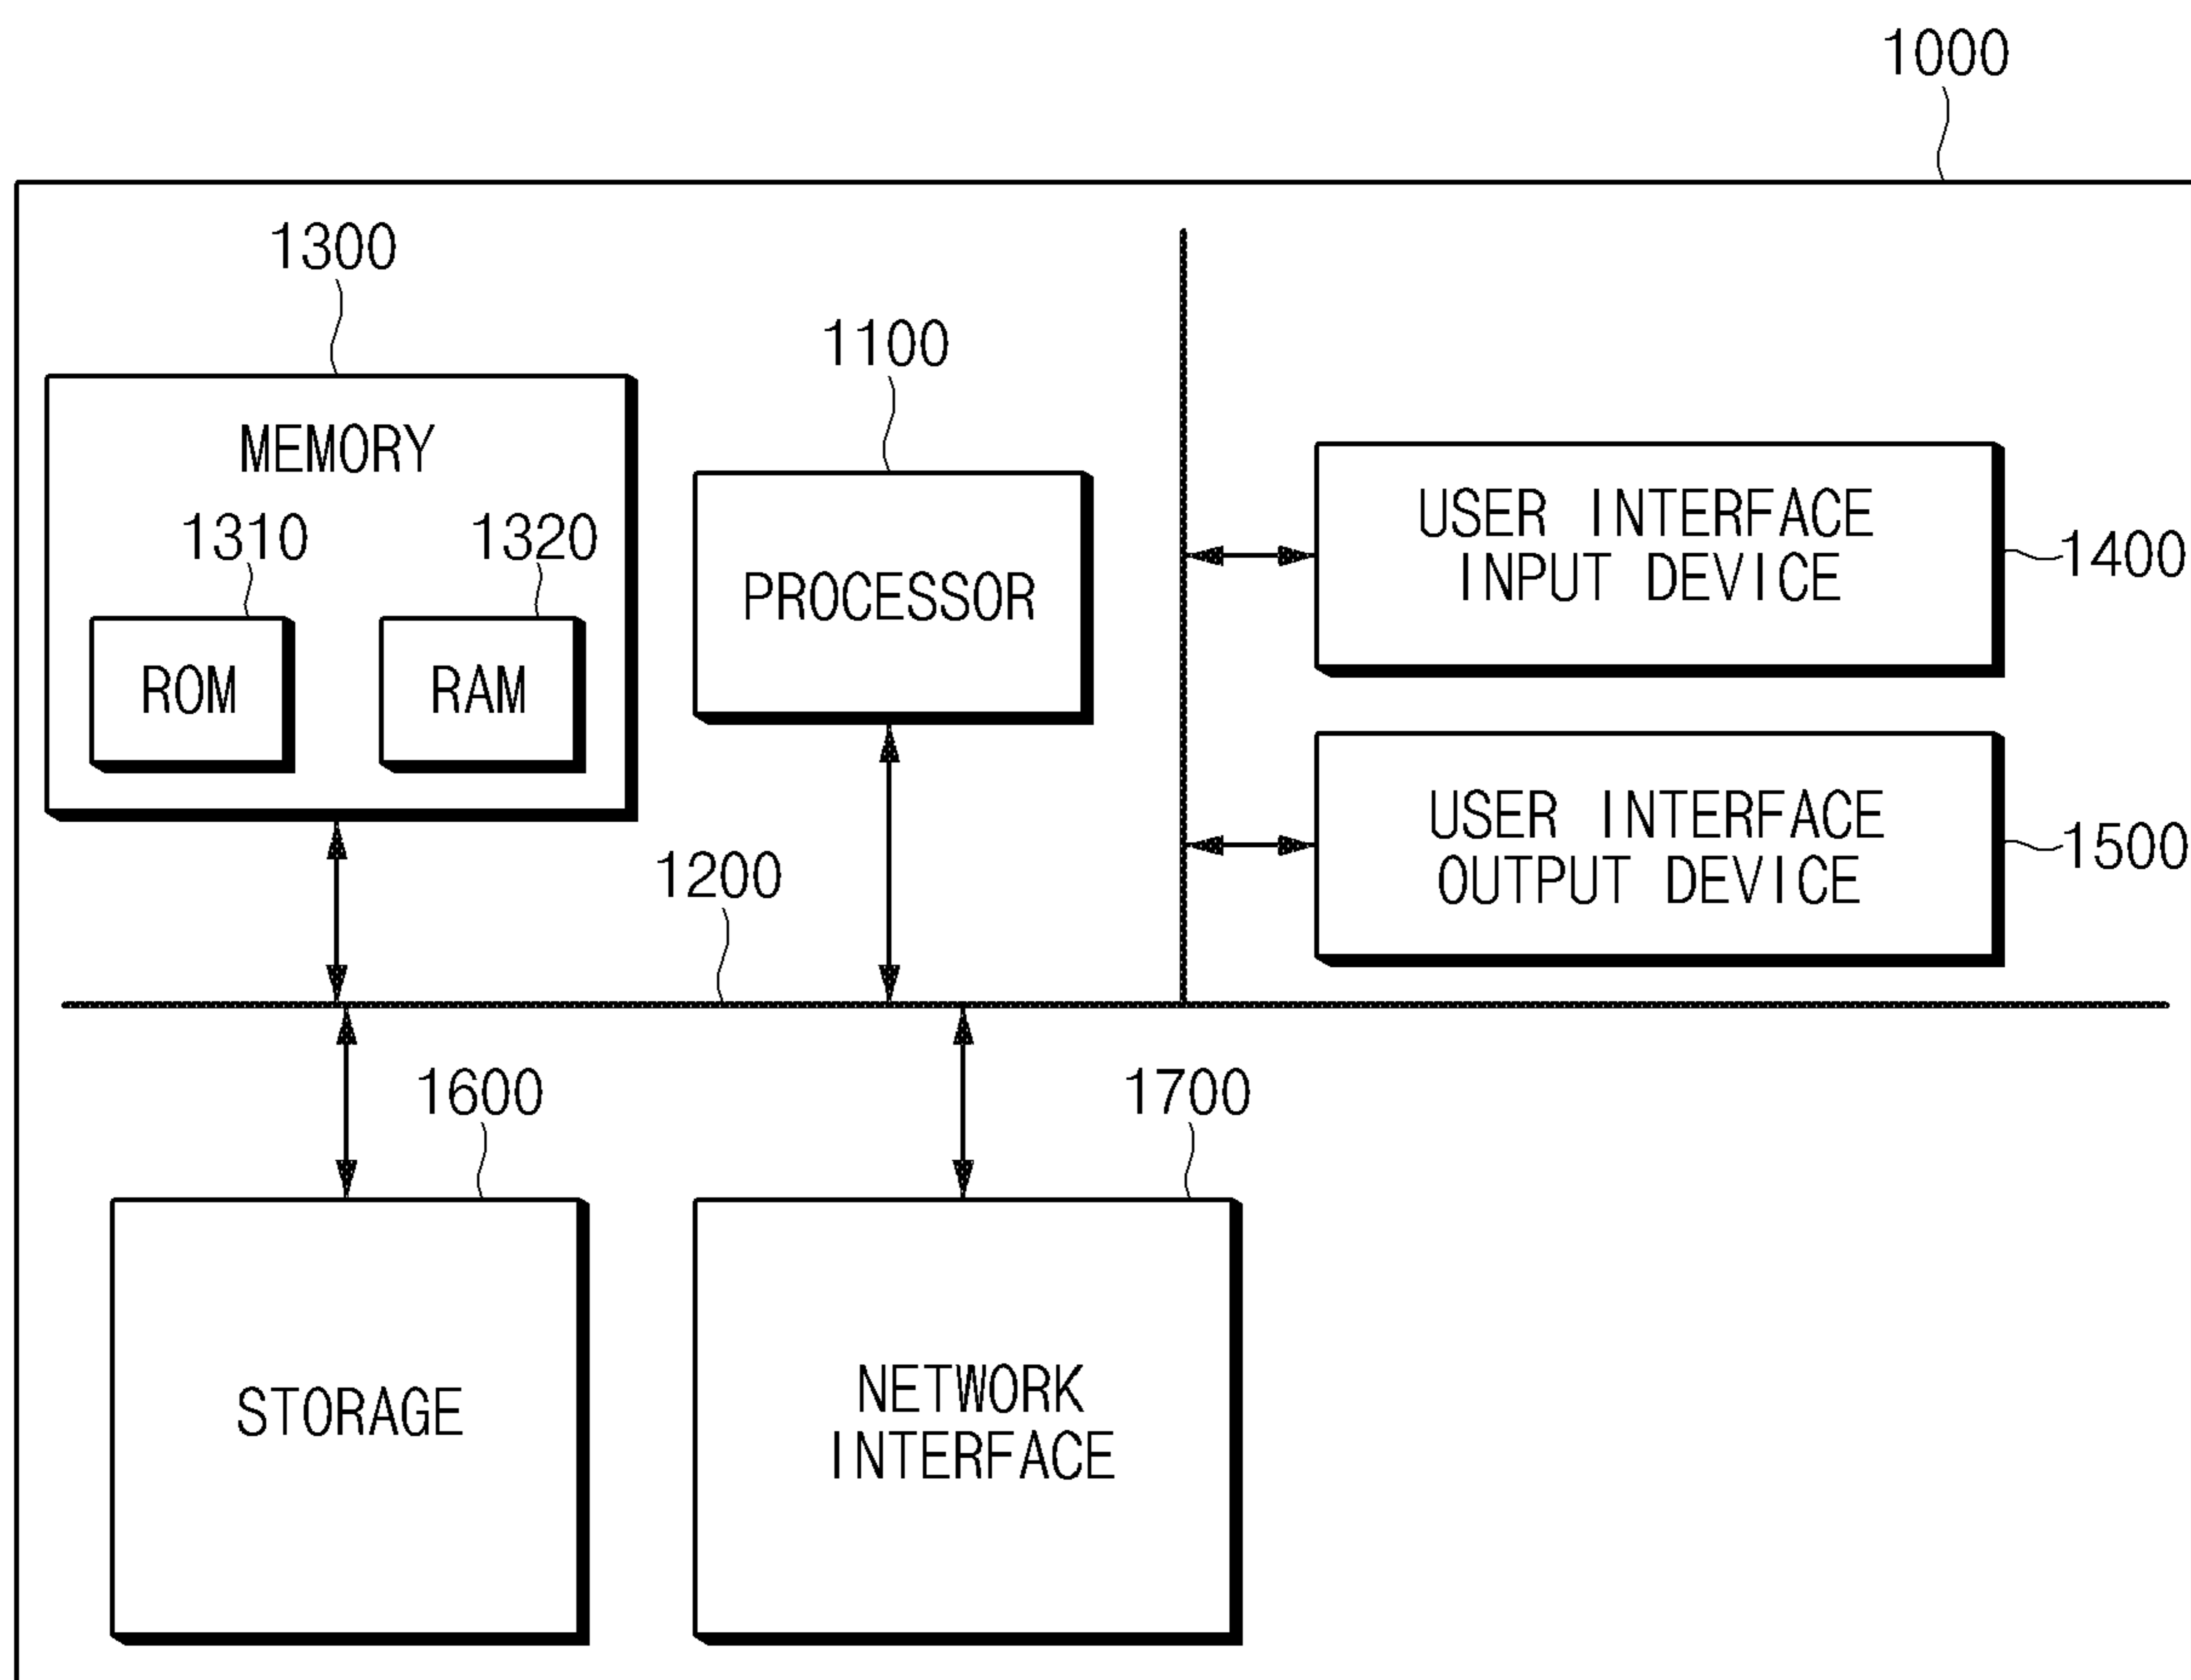 1000
1300
1100
MEMORY
1310
1320
ROM
RAM
PROCESSOR
USER INTERFACE
INPUT DEVICE
1400
USER INTERFACE
OUTPUT DEVICE
1500
1200
1600
1700
STORAGE
NETWORK
INTERFACE